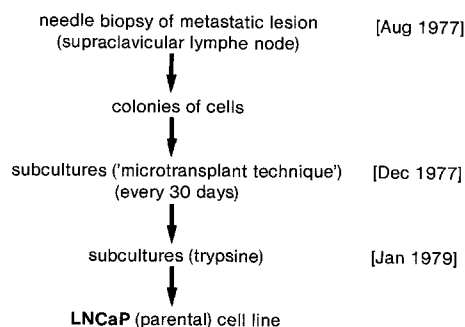 needle biopsy of metastatic lesion [Aug 1977]
(supraclavicular lymphe node)
colonies of cells
subcultures ('microtransplant technique') [Dec 1977]
(every 30 days)
subcultures (trypsine) [Jan 1979]
LNCaP (parental) cell line